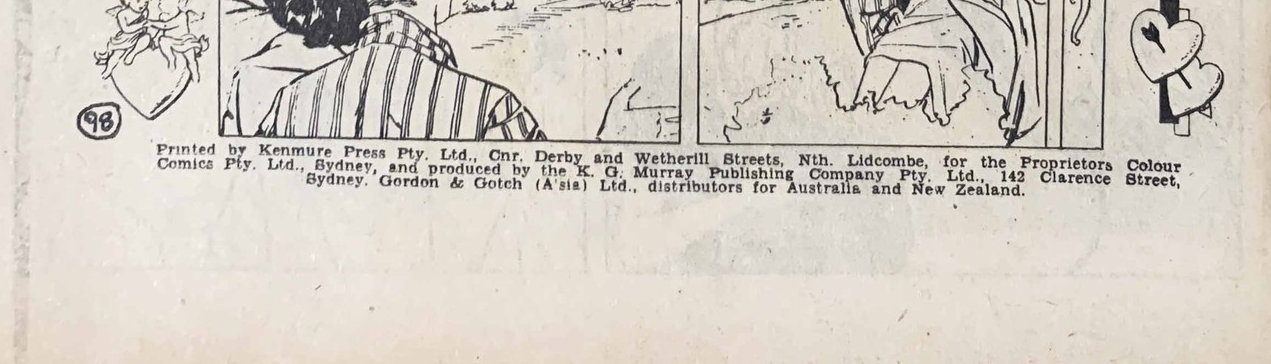 98
Printed by Kenmure Press Pty. Ltd., Cnr. Derby and Wetherill Streets, Nth. Lidcombe, for the Proprietors Colour
Comics Pty. Ltd., Sydney, and produced by the K. G. Murray Publishing Company Pty. Ltd., 142 Clarence Street,
Sydney. Gordon & Gotch (A'sia) Ltd., distributors for Australia and New Zealand.